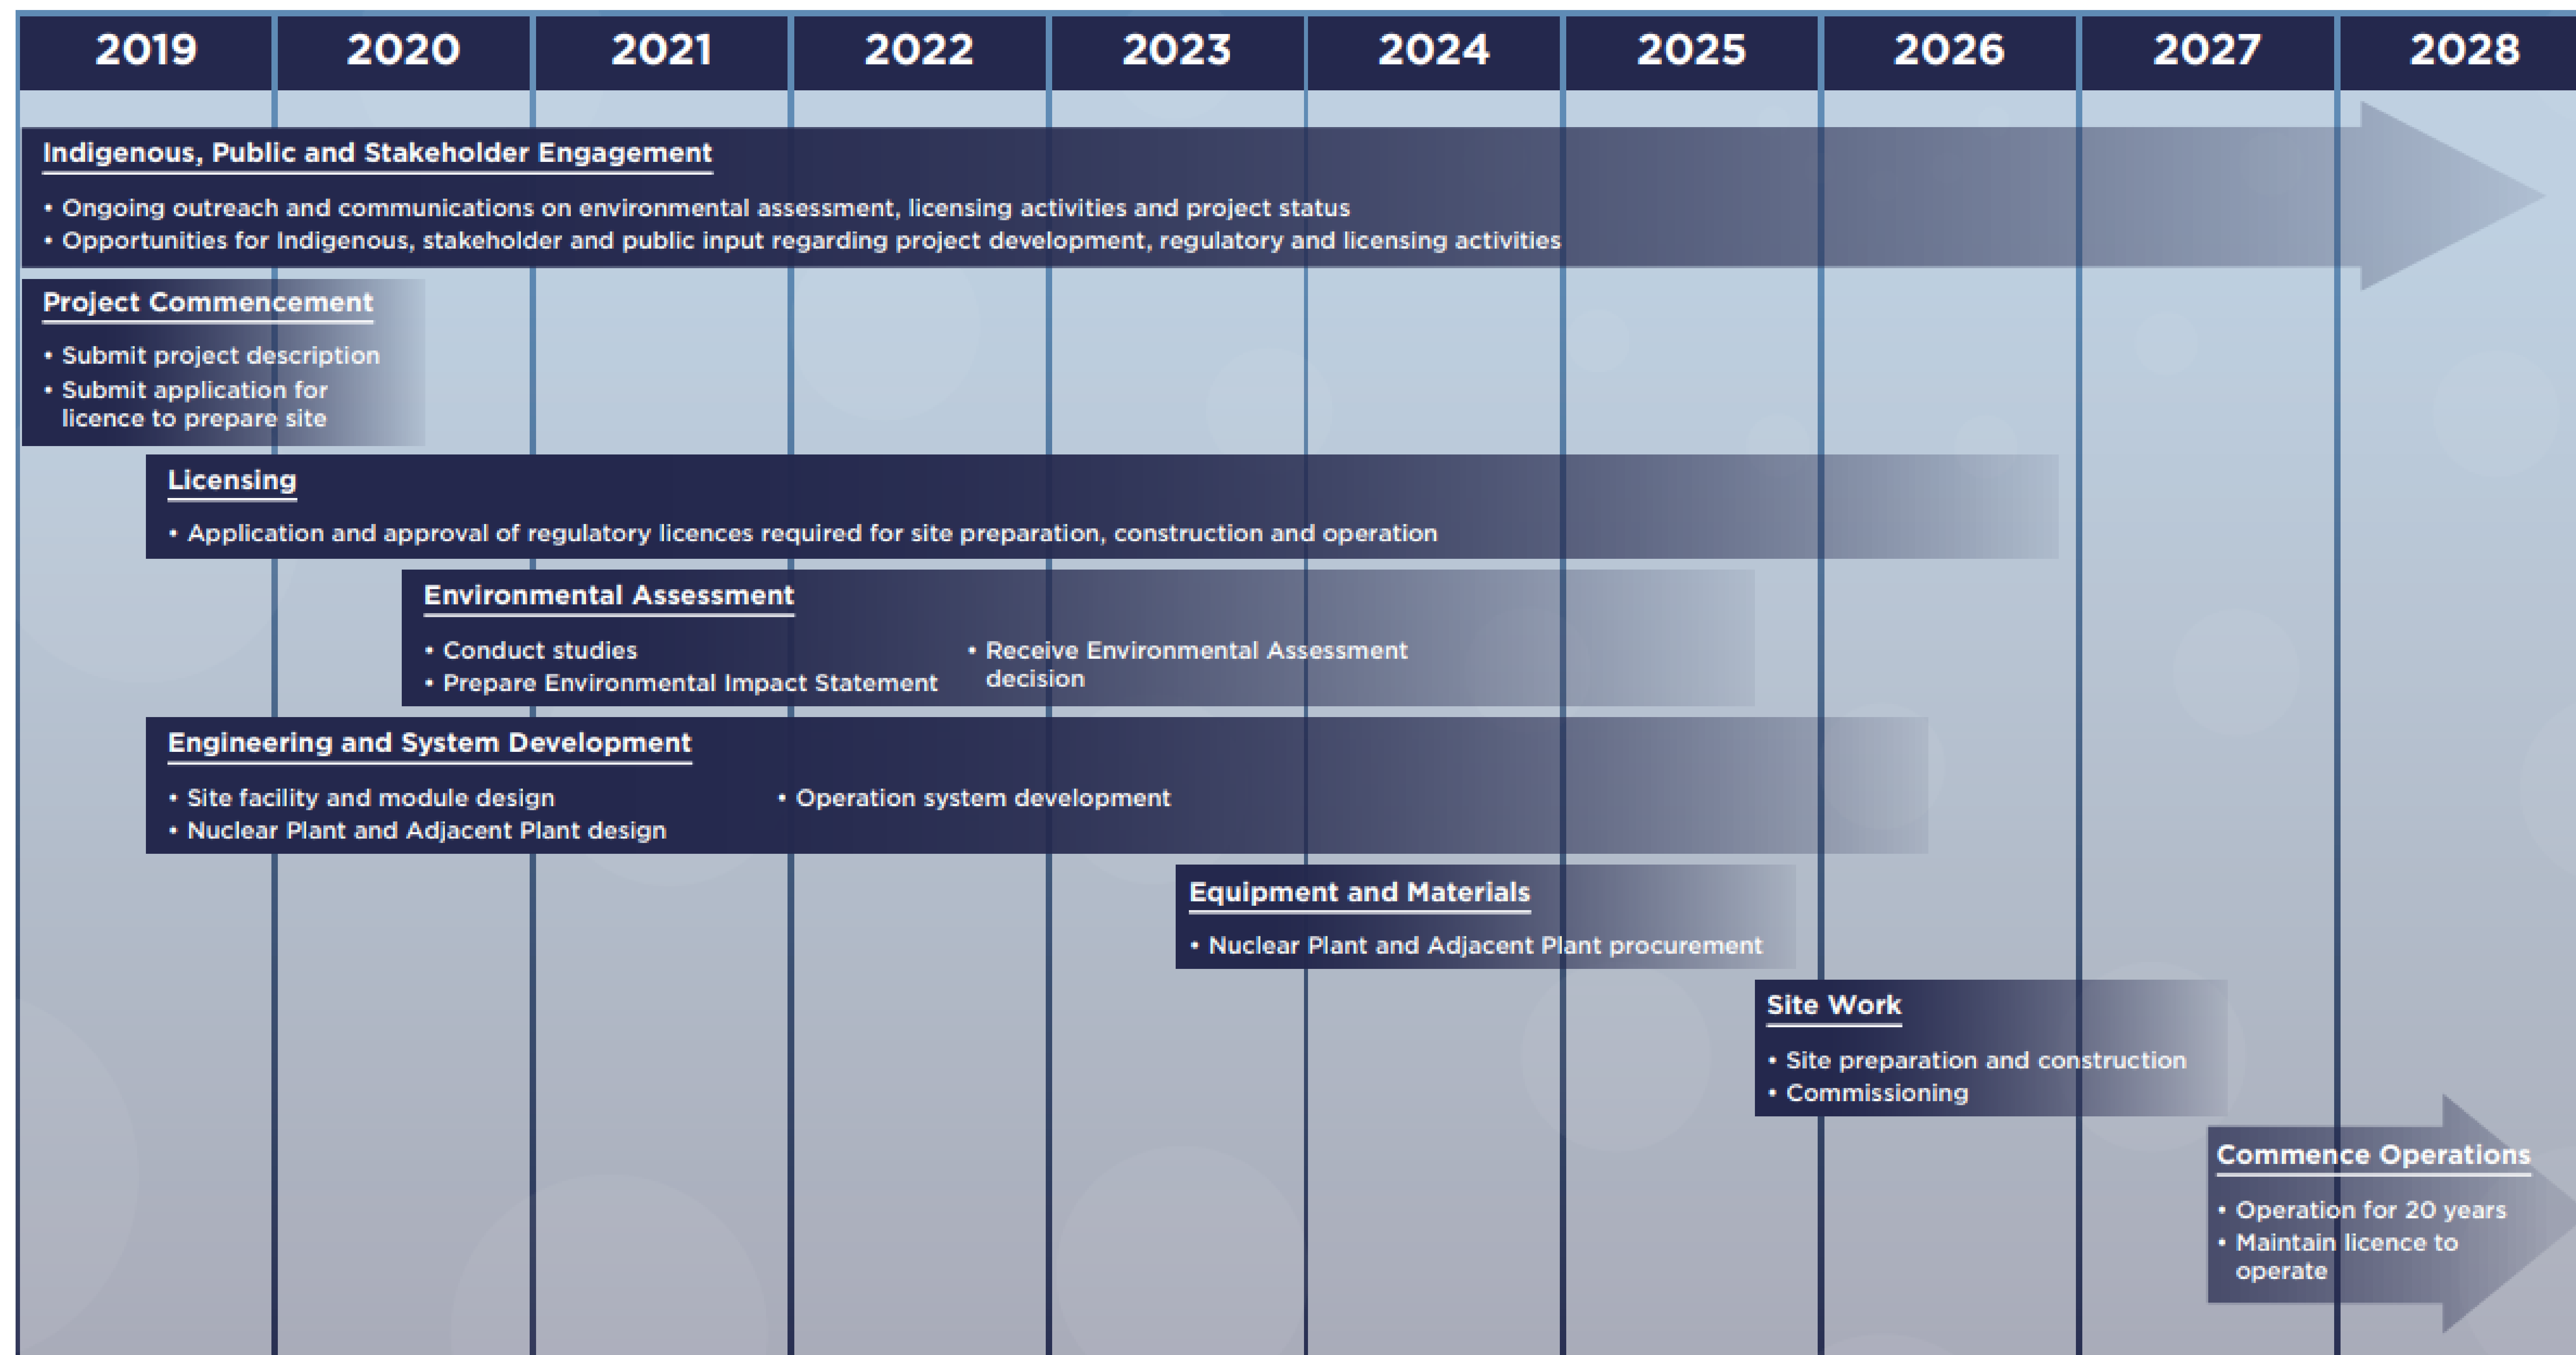 2019 2020 2021 2022 2023 2024 2025 2026 2027 2028
Indigenous, Public and Stakeholder Engagement
• Ongoing outreach and communications on environmental assessment, licensing activities and project status
• Opportunities for Indigenous, stakeholder and public input regarding project development, regulatory and licensing activities
Project Commencement
• Submit project description
• Submit application for
licence to prepare site
Licensing
• Application and approval of regulatory licences required for site preparation, construction and operation
Environmental Assessment
• Conduct studies
• Prepare Environmental Impact Statement
• Receive Environmental Assessment
decision
Engineering and System Development
• Site facility and module design
• Nuclear Plant and Adjacent Plant design
• Operation system development
Equipment and Materials
• Nuclear Plant and Adjacent Plant procurement
Site Work
• Site preparation and construction
• Commissioning
Commence Operations
• Operation for 20 years
• Maintain licence to
operate